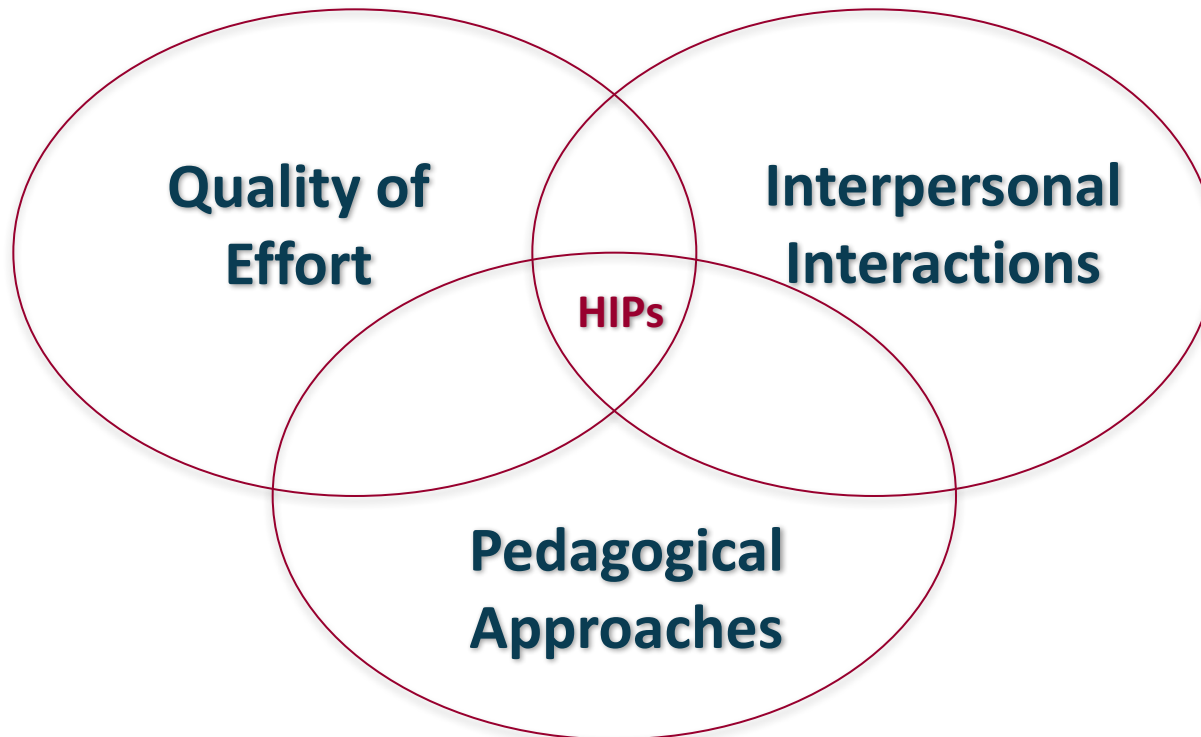 Quality of
Effort
Interpersonal
Interactions
HIPs
Pedagogical
Approaches